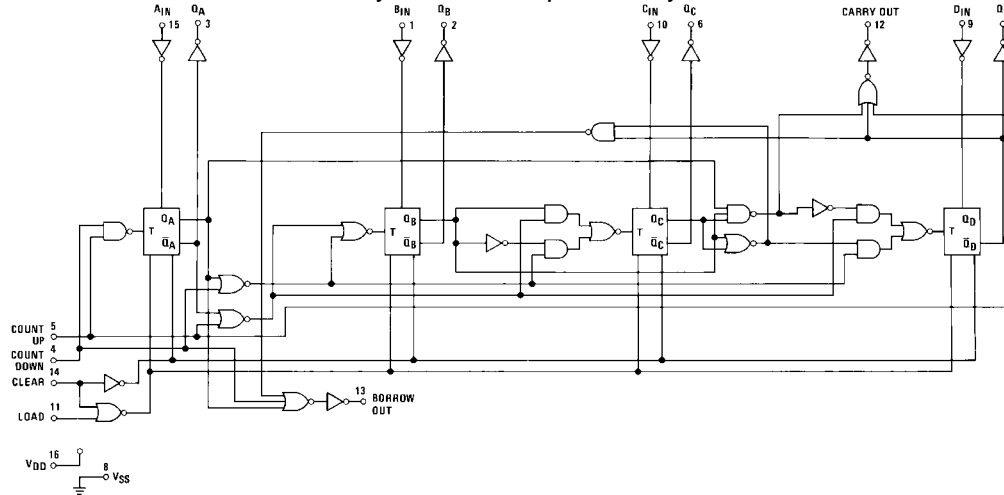 AIN QA BIN QB CIN QC CARRY OUT DIN Q
15 3 1 2 10 6 12 9
QA QB QC QD
T Q̅A T Q̅B T Q̅C T Q̅D
COUNT UP 5
COUNT DOWN 4
CLEAR 14
13 BORROW OUT
LOAD 11
VDD 16
8 VSS